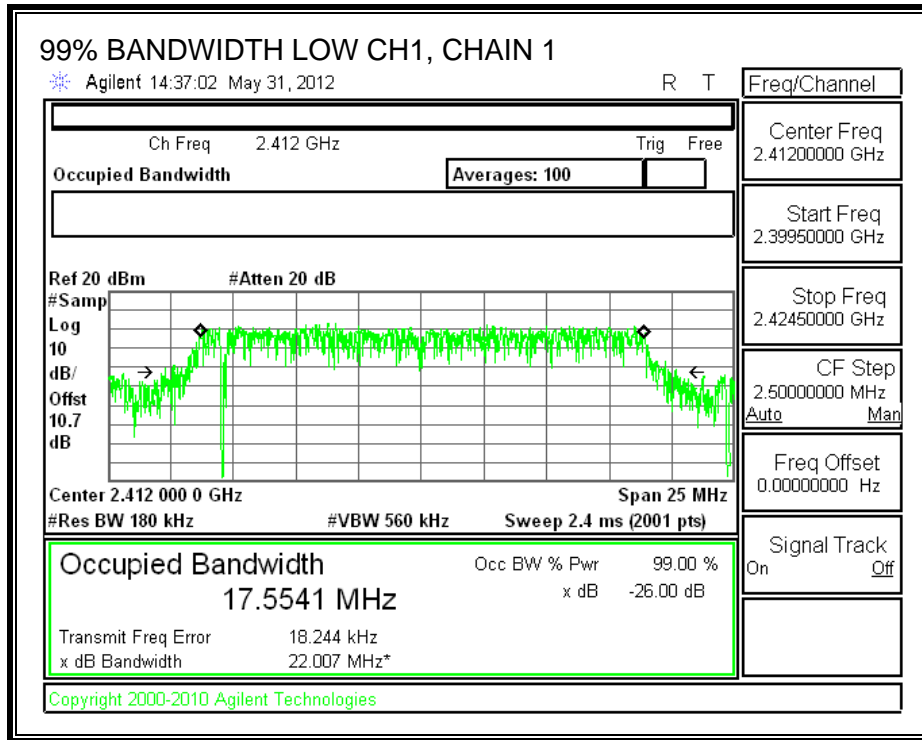 99% BANDWIDTH LOW CH1, CHAIN 1
Agilent 14:37:02 May 31, 2012 R T
Ch Freq 2.412 GHz Trig Free
Occupied Bandwidth Averages: 100
Ref 20 dBm #Atten 20 dB
#Samp
Log
10
dB/
Offst
10.7
dB
Center 2.412 000 0 GHz Span 25 MHz
#Res BW 180 kHz #VBW 560 kHz Sweep 2.4 ms (2001 pts)
Occupied Bandwidth Occ BW % Pwr 99.00 %
17.5541 MHz x dB -26.00 dB
Transmit Freq Error 18.244 kHz
x dB Bandwidth 22.007 MHz*
Copyright 2000-2010 Agilent Technologies
Freq/Channel
Center Freq
2.41200000 GHz
Start Freq
2.39950000 GHz
Stop Freq
2.42450000 GHz
CF Step
2.50000000 MHz
Auto Man
Freq Offset
0.00000000 Hz
Signal Track
On Off